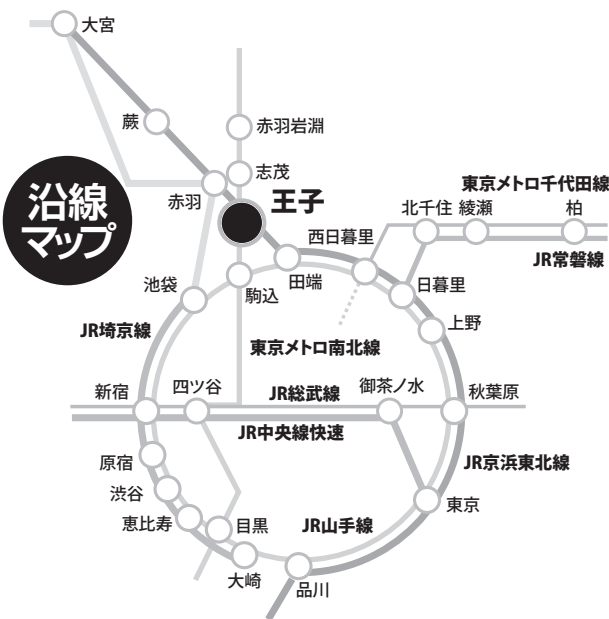 大宮
蕨
赤羽岩淵
志茂
赤羽
沿線
マップ
王子
東京メトロ千代田線
北千住
綾瀬
柏
西日暮里
JR常磐線
池袋
駒込
田端
日暮里
上野
JR埼京線
東京メトロ南北線
新宿
四ツ谷
JR総武線
御茶ノ水
秋葉原
JR中央線快速
原宿
JR京浜東北線
渋谷
東京
恵比寿
目黒
JR山手線
大崎
品川